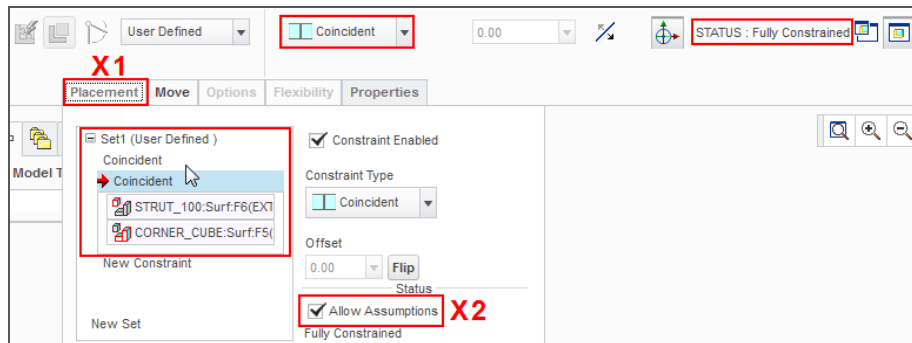 User Defined
Coincident
0.00
STATUS : Fully Constrained
X1
Placement Move Options Flexibility Properties
Set1 (User Defined )
Coincident
Coincident
STRUT_100:Surf:F6(EXT
CORNER_CUBE:Surf:F5(
New Constraint
New Set
Constraint Enabled
Constraint Type
Coincident
Offset
0.00 Flip
Status
Allow Assumptions X2
Fully Constrained
Model T